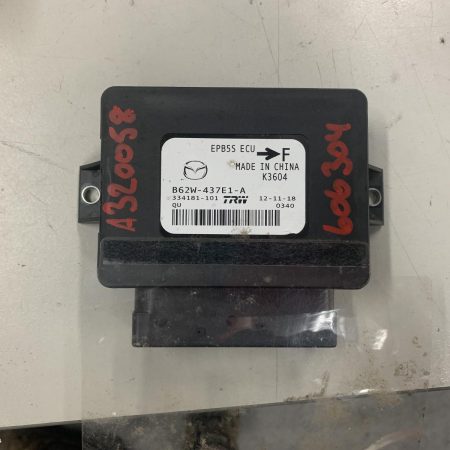 A320058
EPB5S ECU → F
MADE IN CHINA
K3604
B62W-437E1-A
334181-101 TRW 12-11-18
QU 0340
606304